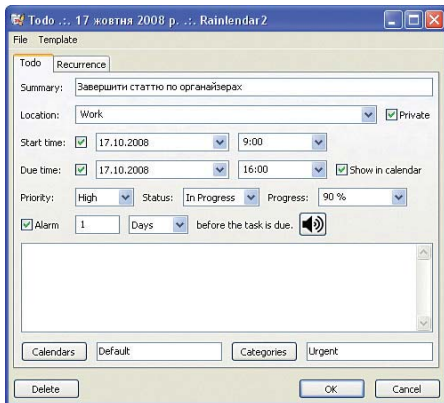 Todo .:. 17 жовтня 2008 р. .:. Rainlendar2
File Template
Todo Recurrence
Summary: Завершити статтю по органайзерах
Location: Work Private
Start time: 17.10.2008 9:00
Due time: 17.10.2008 16:00 Show in calendar
Priority: High Status: In Progress Progress: 90 %
Alarm 1 Days before the task is due.
Calendars Default Categories Urgent
Delete OK Cancel